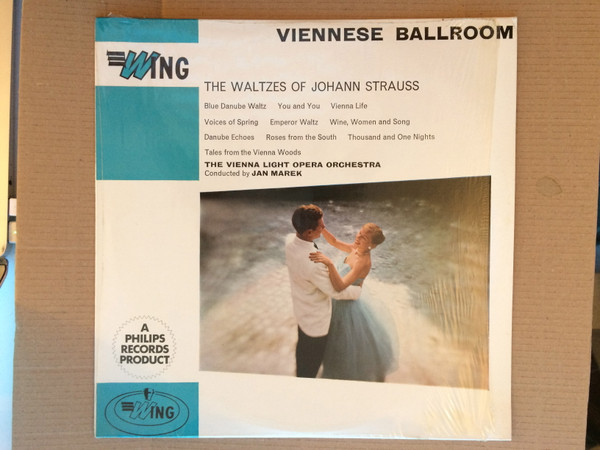 VIENNESE BALLROOM
WING
THE WALTZES OF JOHANN STRAUSS
Blue Danube Waltz You and You Vienna Life
Voices of Spring Emperor Waltz Wine, Women and Song
Danube Echoes Roses from the South Thousand and One Nights
Tales from the Vienna Woods
THE VIENNA LIGHT OPERA ORCHESTRA
Conducted by JAN MAREK
A
PHILIPS
RECORDS
PRODUCT
WING